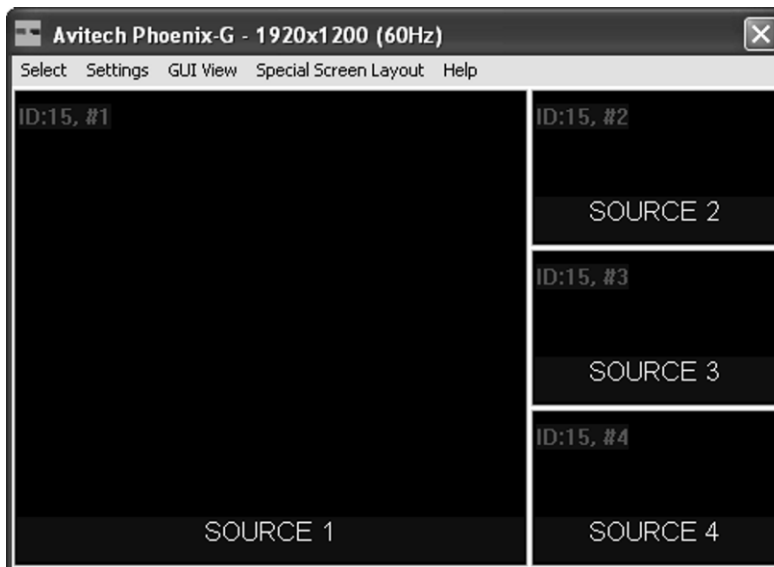 Avitech Phoenix-G - 1920x1200 (60Hz)
Select Settings GUI View Special Screen Layout Help
ID:15, #1
SOURCE 1
ID:15, #2
SOURCE 2
ID:15, #3
SOURCE 3
ID:15, #4
SOURCE 4